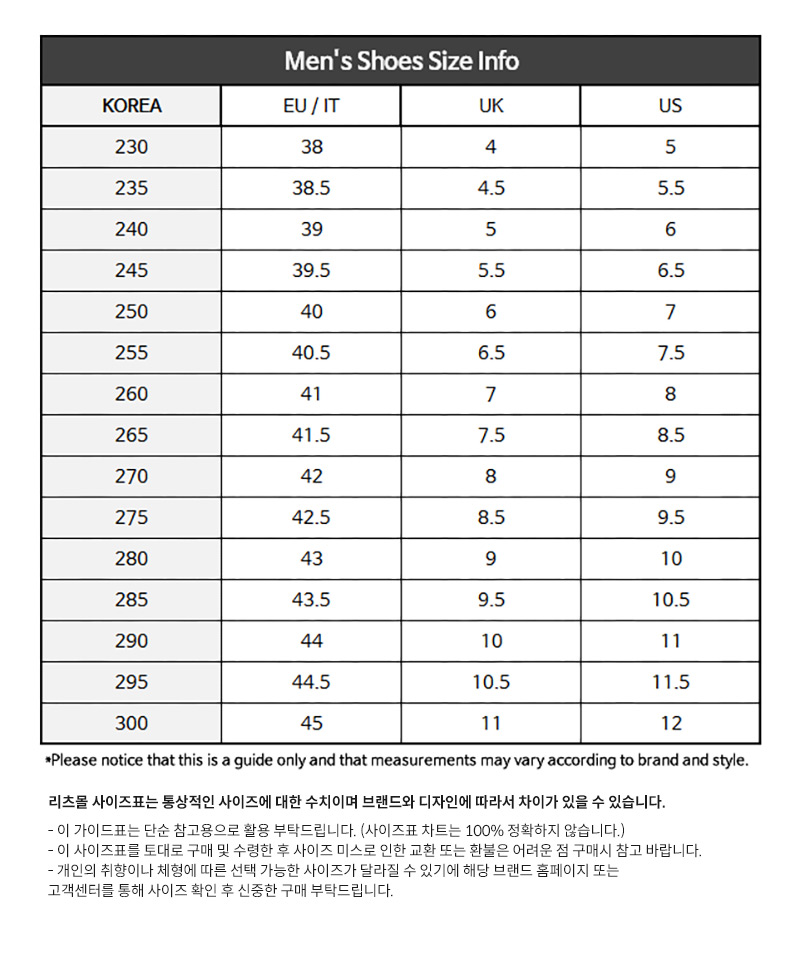 Men's Shoes Size Info
KOREA EU / IT UK US
230 38 4 5
235 38.5 4.5 5.5
240 39 5 6
245 39.5 5.5 6.5
250 40 6 7
255 40.5 6.5 7.5
260 41 7 8
265 41.5 7.5 8.5
270 42 8 9
275 42.5 8.5 9.5
280 43 9 10
285 43.5 9.5 10.5
290 44 10 11
295 44.5 10.5 11.5
300 45 11 12
*Please notice that this is a guide only and that measurements may vary according to brand and style.
리츠몰 사이즈표는 통상적인 사이즈에 대한 수치이며 브랜드와 디자인에 따라서 차이가 있을 수 있습니다.
- 이 가이드표는 단순 참고용으로 활용 부탁드립니다. (사이즈표 차트는 100% 정확하지 않습니다.)
- 이 사이즈표를 토대로 구매 및 수령한 후 사이즈 미스로 인한 교환 또는 환불은 어려운 점 구매시 참고 바랍니다.
- 개인의 취향이나 체형에 따른 선택 가능한 사이즈가 달라질 수 있기에 해당 브랜드 홈페이지 또는
고객센터를 통해 사이즈 확인 후 신중한 구매 부탁드립니다.